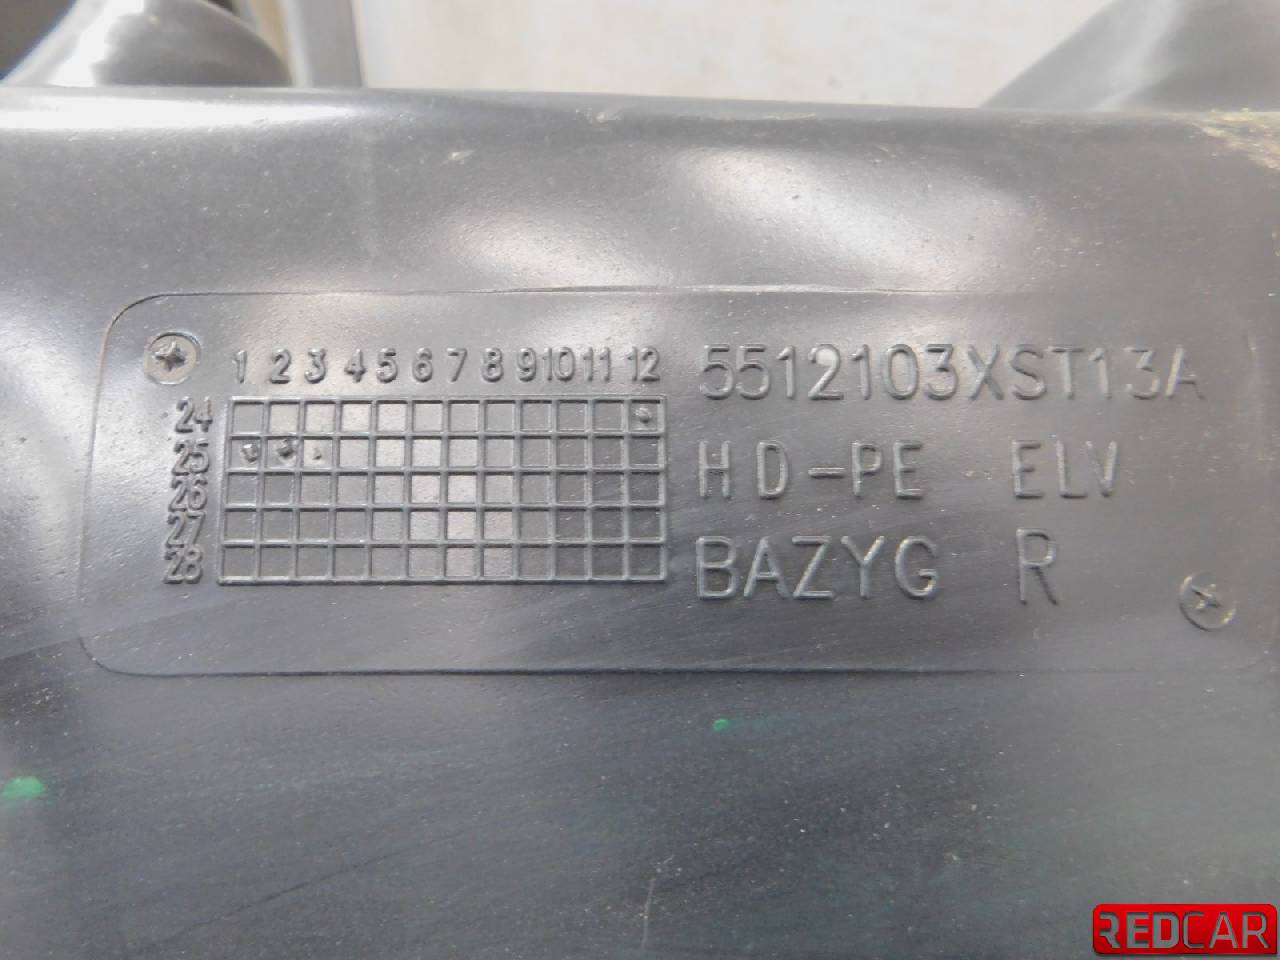 1 2 3 4 5 6 7 8 9 10 11 12
24
25
26
27
28
5512103XST13A
HD-PE ELV
BAZYG R
REDCAR